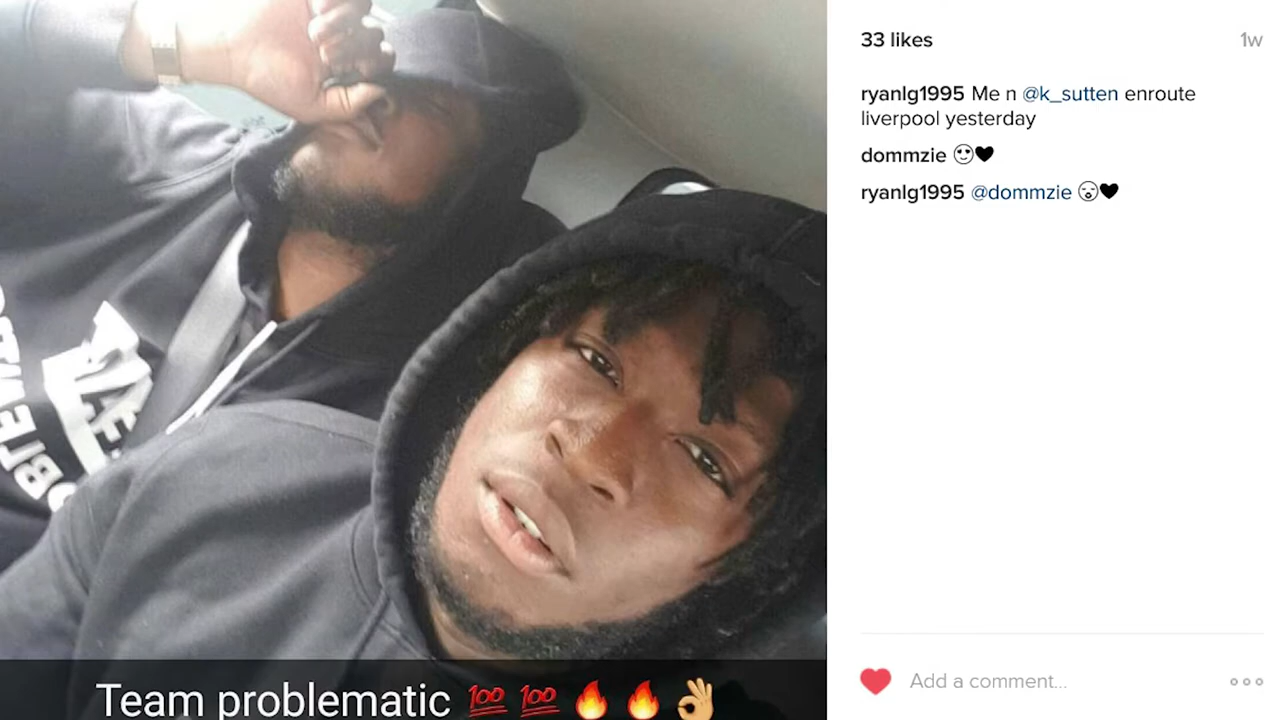 33 likes
1w
ryanlg1995 Me n @k_sutten enroute
liverpool yesterday
dommzie 😍🖤
ryanlg1995 @dommzie 😘🖤
Team problematic 💯 💯 🔥 🔥 👌
Add a comment...